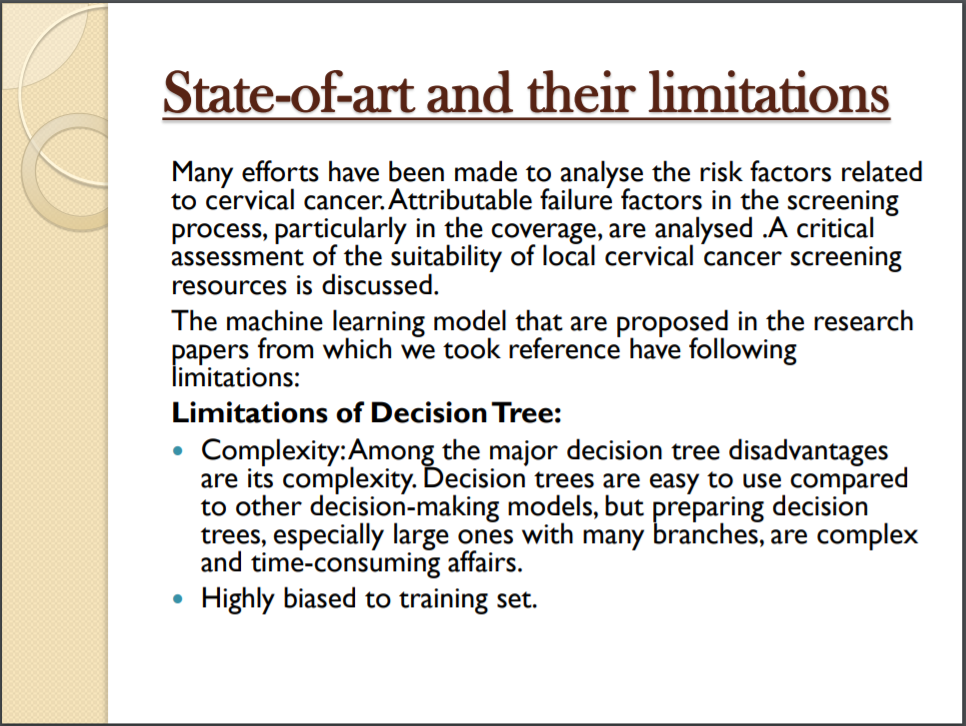 State-of-art and their limitations
Many efforts have been made to analyse the risk factors related
to cervical cancer. Attributable failure factors in the screening
process, particularly in the coverage, are analysed .A critical
assessment of the suitability of local cervical cancer screening
resources is discussed.
The machine learning model that are proposed in the research
papers from which we took reference have following
limitations:
Limitations of Decision Tree:
• Complexity: Among the major decision tree disadvantages
are its complexity. Decision trees are easy to use compared
to other decision-making models, but preparing decision
trees, especially large ones with many branches, are complex
and time-consuming affairs.
• Highly biased to training set.